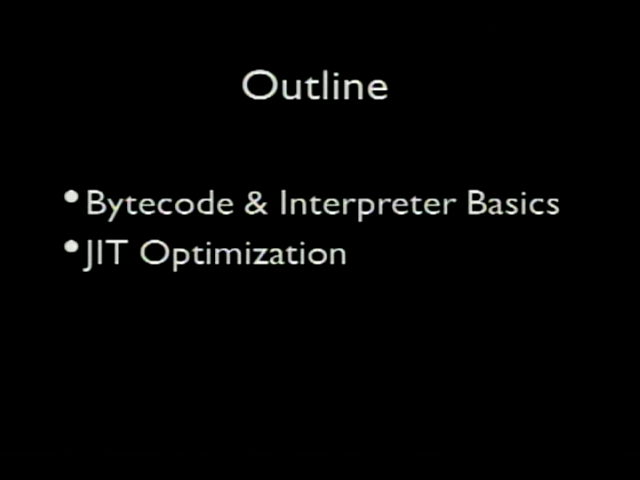 Outline
• Bytecode & Interpreter Basics
• JIT Optimization